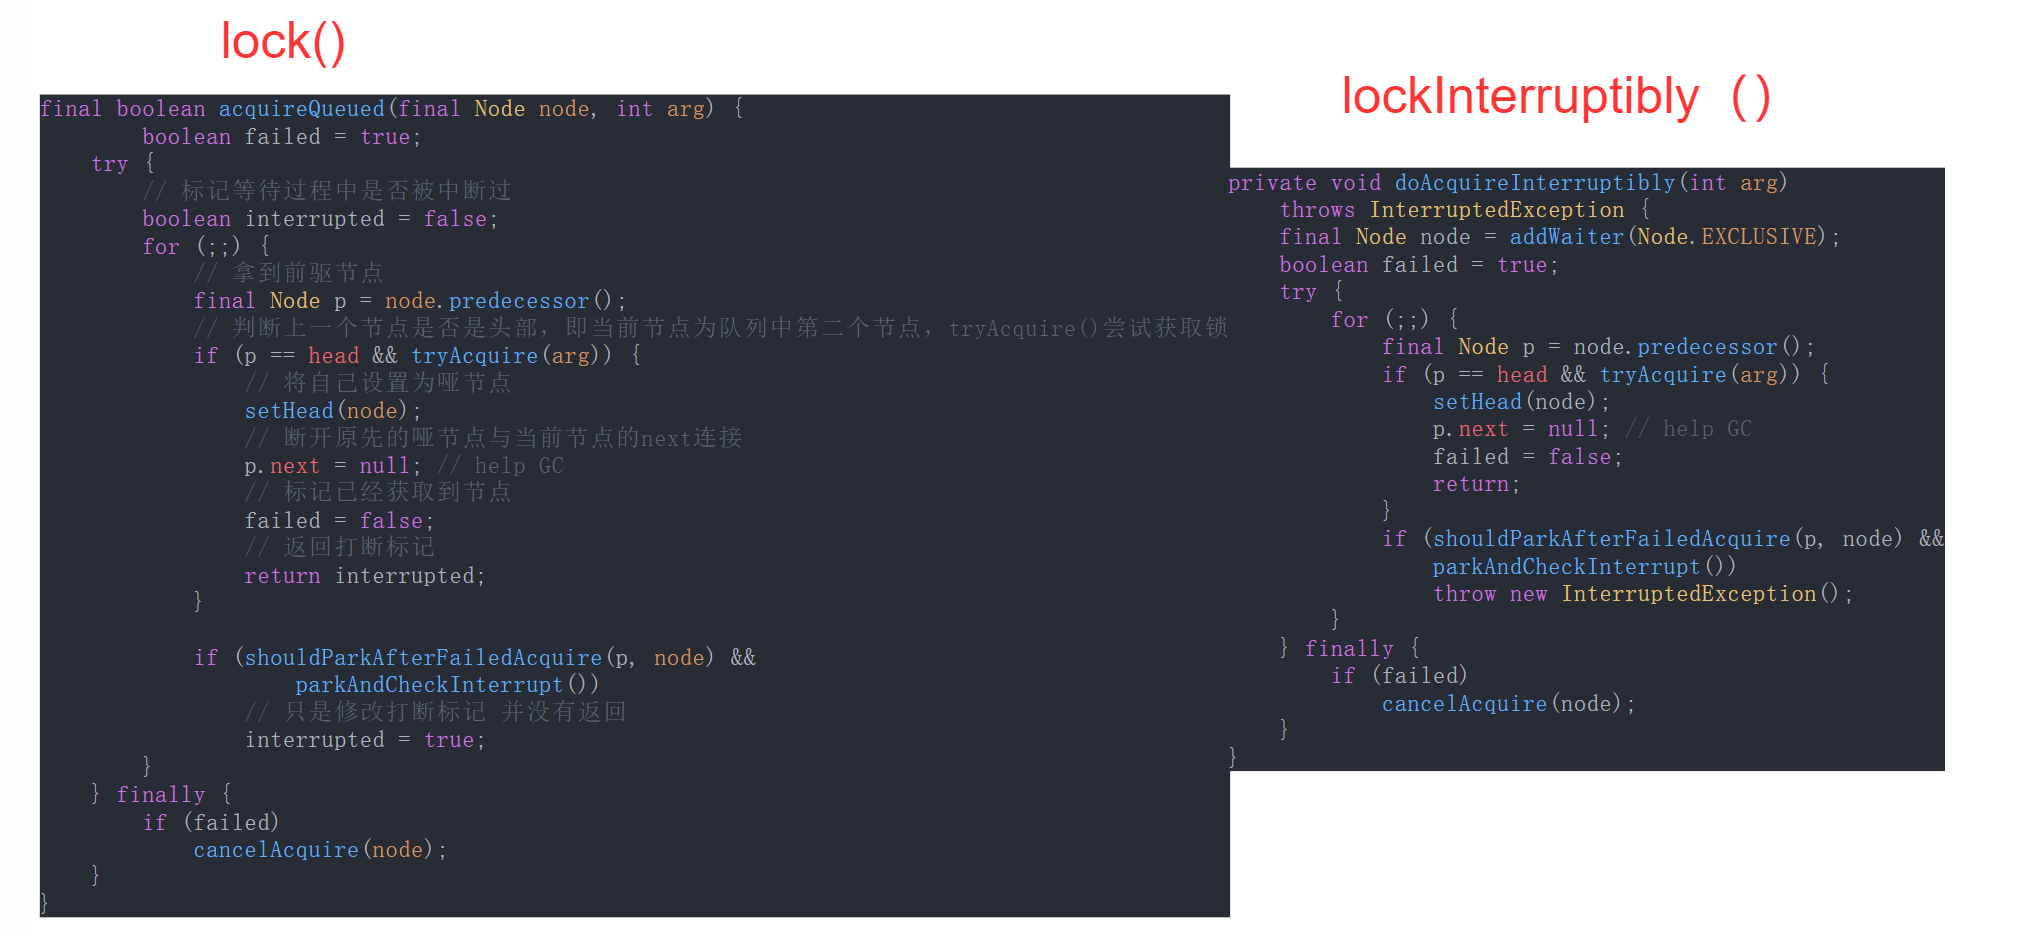 lock()
final boolean acquireQueued(final Node node, int arg) {
boolean failed = true;
try {
// 标记等待过程中是否被中断过
boolean interrupted = false;
for (;;) {
// 拿到前驱节点
final Node p = node.predecessor();
// 判断上一个节点是否是头部，即当前节点为队列中第二个节点，tryAcquire()尝试获取锁
if (p == head && tryAcquire(arg)) {
// 将自己设置为哑节点
setHead(node);
// 断开原先的哑节点与当前节点的next连接
p.next = null; // help GC
// 标记已经获取到节点
failed = false;
// 返回打断标记
return interrupted;
}
if (shouldParkAfterFailedAcquire(p, node) &&
parkAndCheckInterrupt())
// 只是修改打断标记 并没有返回
interrupted = true;
}
} finally {
if (failed)
cancelAcquire(node);
}
}
lockInterruptibly（）
private void doAcquireInterruptibly(int arg)
throws InterruptedException {
final Node node = addWaiter(Node.EXCLUSIVE);
boolean failed = true;
try {
for (;;) {
final Node p = node.predecessor();
if (p == head && tryAcquire(arg)) {
setHead(node);
p.next = null; // help GC
failed = false;
return;
}
if (shouldParkAfterFailedAcquire(p, node) &&
parkAndCheckInterrupt())
throw new InterruptedException();
}
} finally {
if (failed)
cancelAcquire(node);
}
}